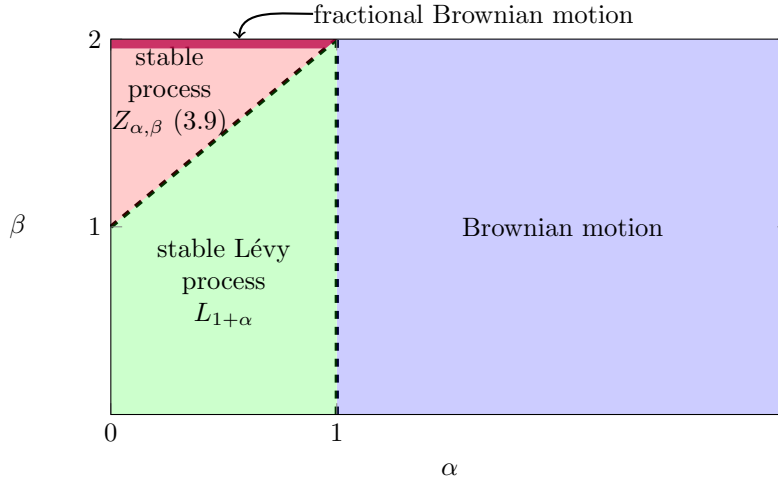 fractional Brownian motion
2
stable
process
Z_{α,β} (3.9)
β
1
Brownian motion
stable Lévy
process
L_{1+α}
0
1
α